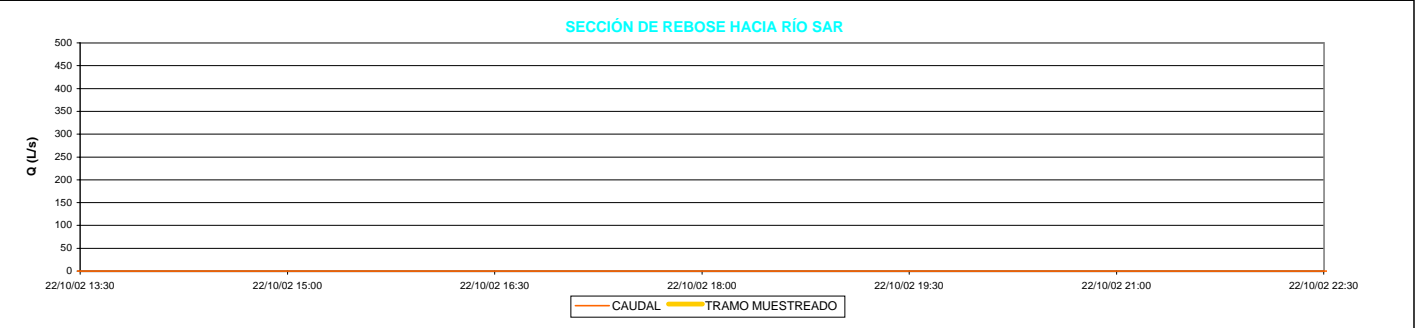 SECCIÓN DE REBOSE HACIA RÍO SAR
Q (L/s)
500
450
400
350
300
250
200
150
100
50
0
22/10/02 13:30 22/10/02 15:00 22/10/02 16:30 22/10/02 18:00 22/10/02 19:30 22/10/02 21:00 22/10/02 22:30
CAUDAL TRAMO MUESTREADO